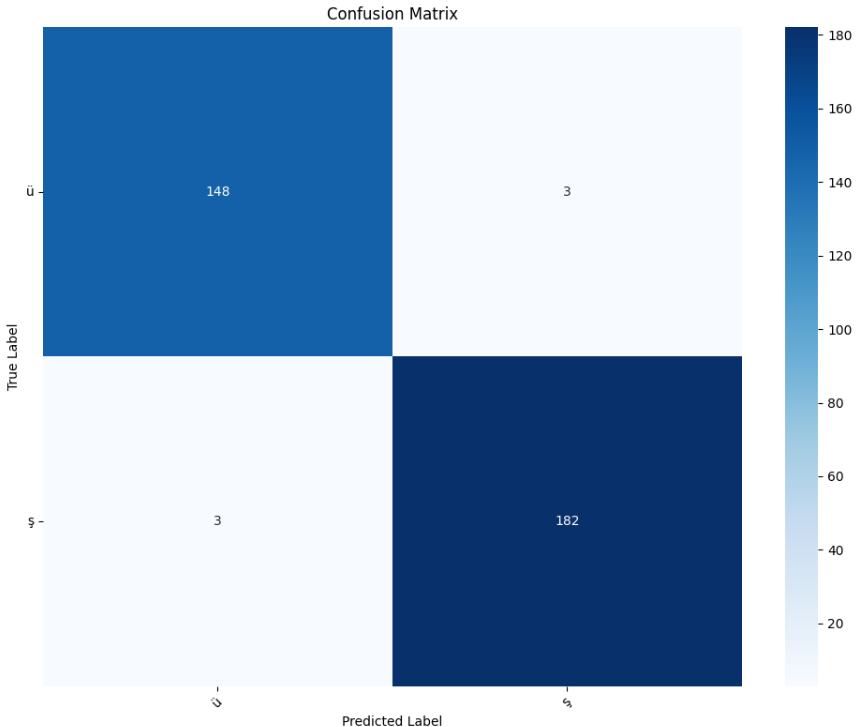 Confusion Matrix
180
160
140
120
100
80
60
40
20
True Label
ü
148
3
ş
3
182
ü
ş
Predicted Label